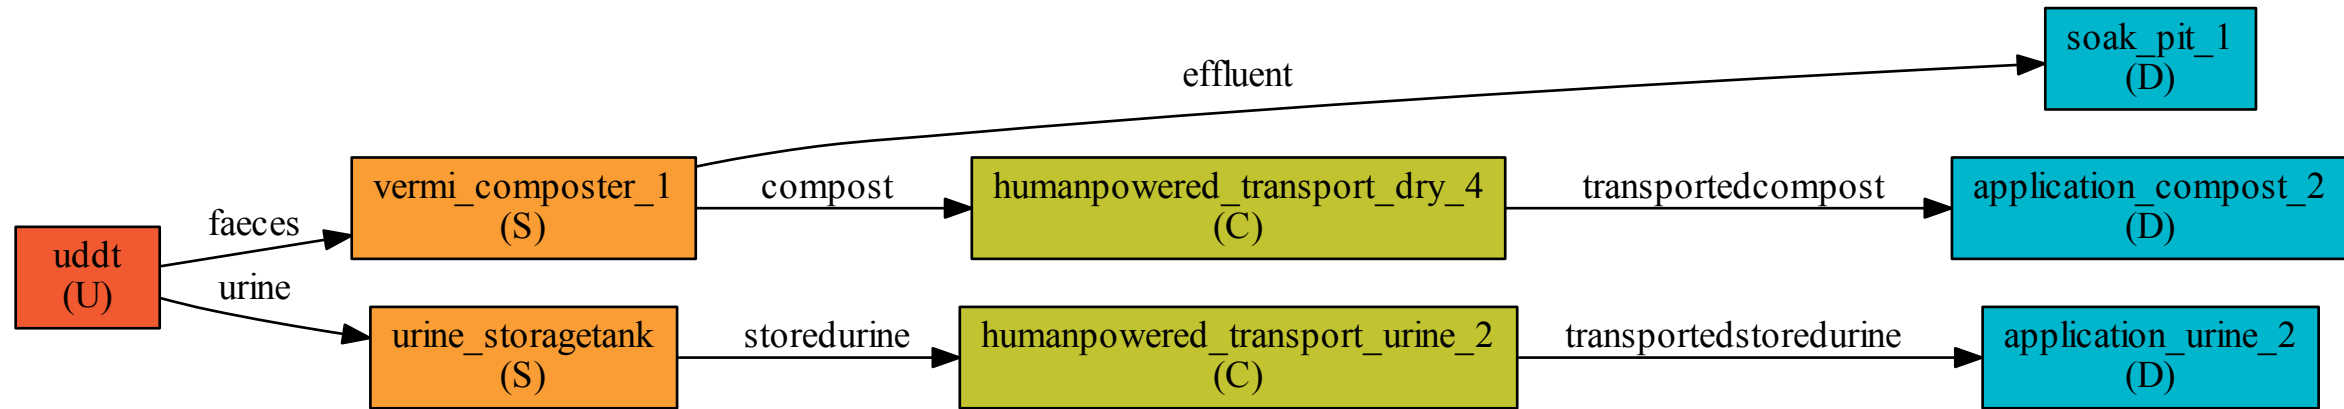 uddt
(U)
faeces
urine
vermi_composter_1
(S)
urine_storagetank
(S)
effluent
compost
storedurine
humanpowered_transport_dry_4
(C)
humanpowered_transport_urine_2
(C)
transportedcompost
transportedstoredurine
soak_pit_1
(D)
application_compost_2
(D)
application_urine_2
(D)